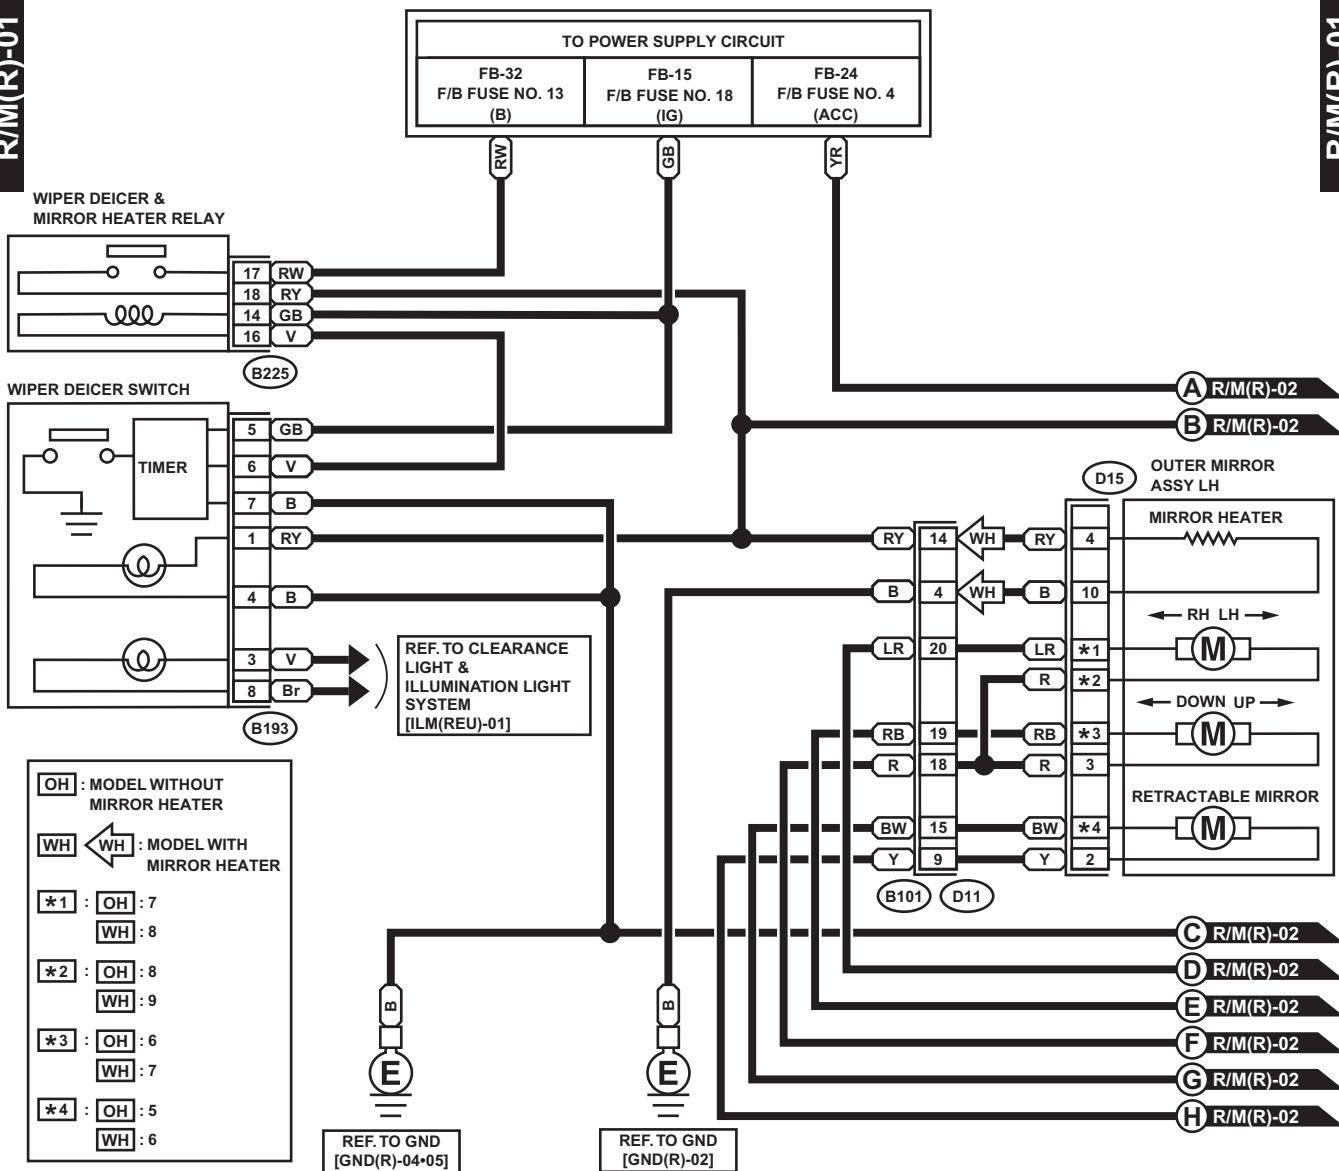 R/M(R)-01
R/M(R)-01
TO POWER SUPPLY CIRCUIT
FB-32
F/B FUSE NO. 13
(B)
FB-15
F/B FUSE NO. 18
(IG)
FB-24
F/B FUSE NO. 4
(ACC)
RW
GB
YR
WIPER DEICER &
MIRROR HEATER RELAY
17 RW
18 RY
14 GB
16 V
B225
WIPER DEICER SWITCH
TIMER
5 GB
6 V
7 B
1 RY
4 B
3 V
8 Br
B193
REF. TO CLEARANCE
LIGHT &
ILLUMINATION LIGHT
SYSTEM
[ILM(REU)-01]
A R/M(R)-02
B R/M(R)-02
D15
OUTER MIRROR
ASSY LH
MIRROR HEATER
RY 14 WH RY 4
B 4 WH B 10
RH LH
LR 20 LR *1
M
R *2
DOWN UP
RB 19 RB *3
M
R 18 R 3
RETRACTABLE MIRROR
BW 15 BW *4
M
Y 9 Y 2
B101 D11
OH : MODEL WITHOUT
MIRROR HEATER
WH WH : MODEL WITH
MIRROR HEATER
*1 : OH : 7
WH : 8
*2 : OH : 8
WH : 9
*3 : OH : 6
WH : 7
*4 : OH : 5
WH : 6
C R/M(R)-02
D R/M(R)-02
E R/M(R)-02
F R/M(R)-02
G R/M(R)-02
H R/M(R)-02
B
E
REF. TO GND
[GND(R)-04•05]
B
E
REF. TO GND
[GND(R)-02]